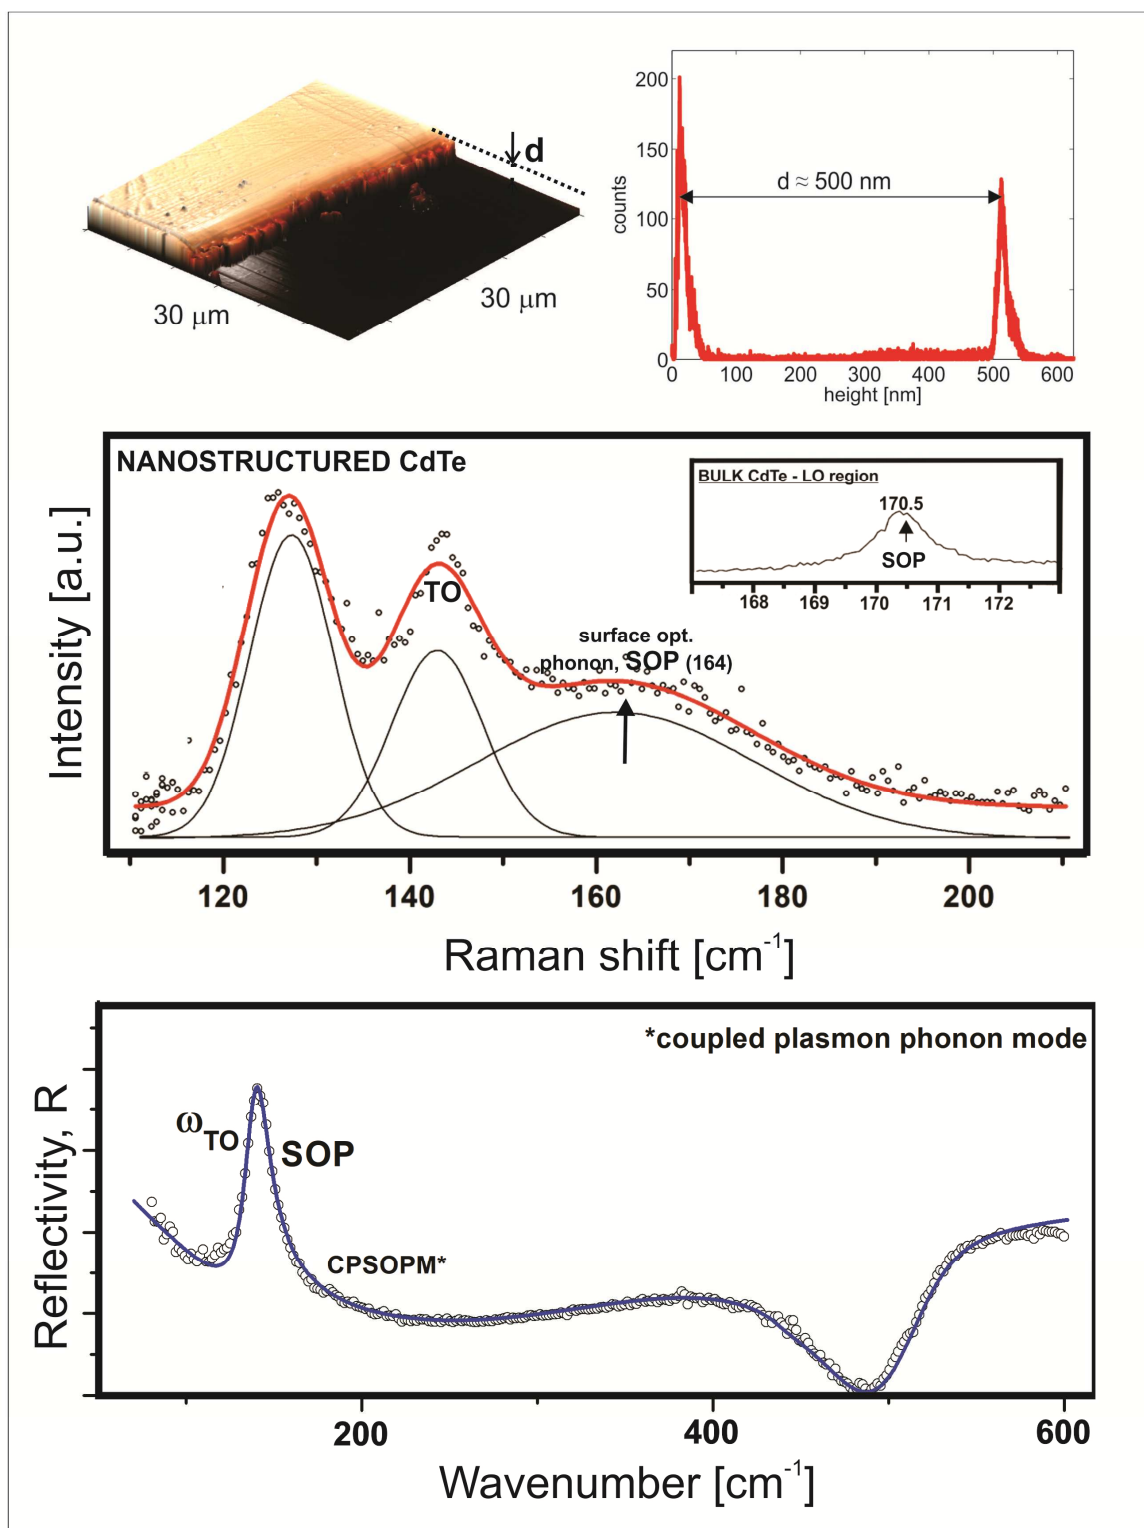 d
30 μm
30 μm
200
150
100
50
0
counts
d ≈ 500 nm
0 100 200 300 400 500 600
height [nm]
NANOSTRUCTURED CdTe
BULK CdTe - LO region
170.5
SOP
168 169 170 171 172
TO
surface opt.
phonon, SOP (164)
Intensity [a.u.]
120 140 160 180 200
Raman shift [cm-1]
*coupled plasmon phonon mode
ωTO
SOP
CPSOPM*
Reflectivity, R
200 400 600
Wavenumber [cm-1]